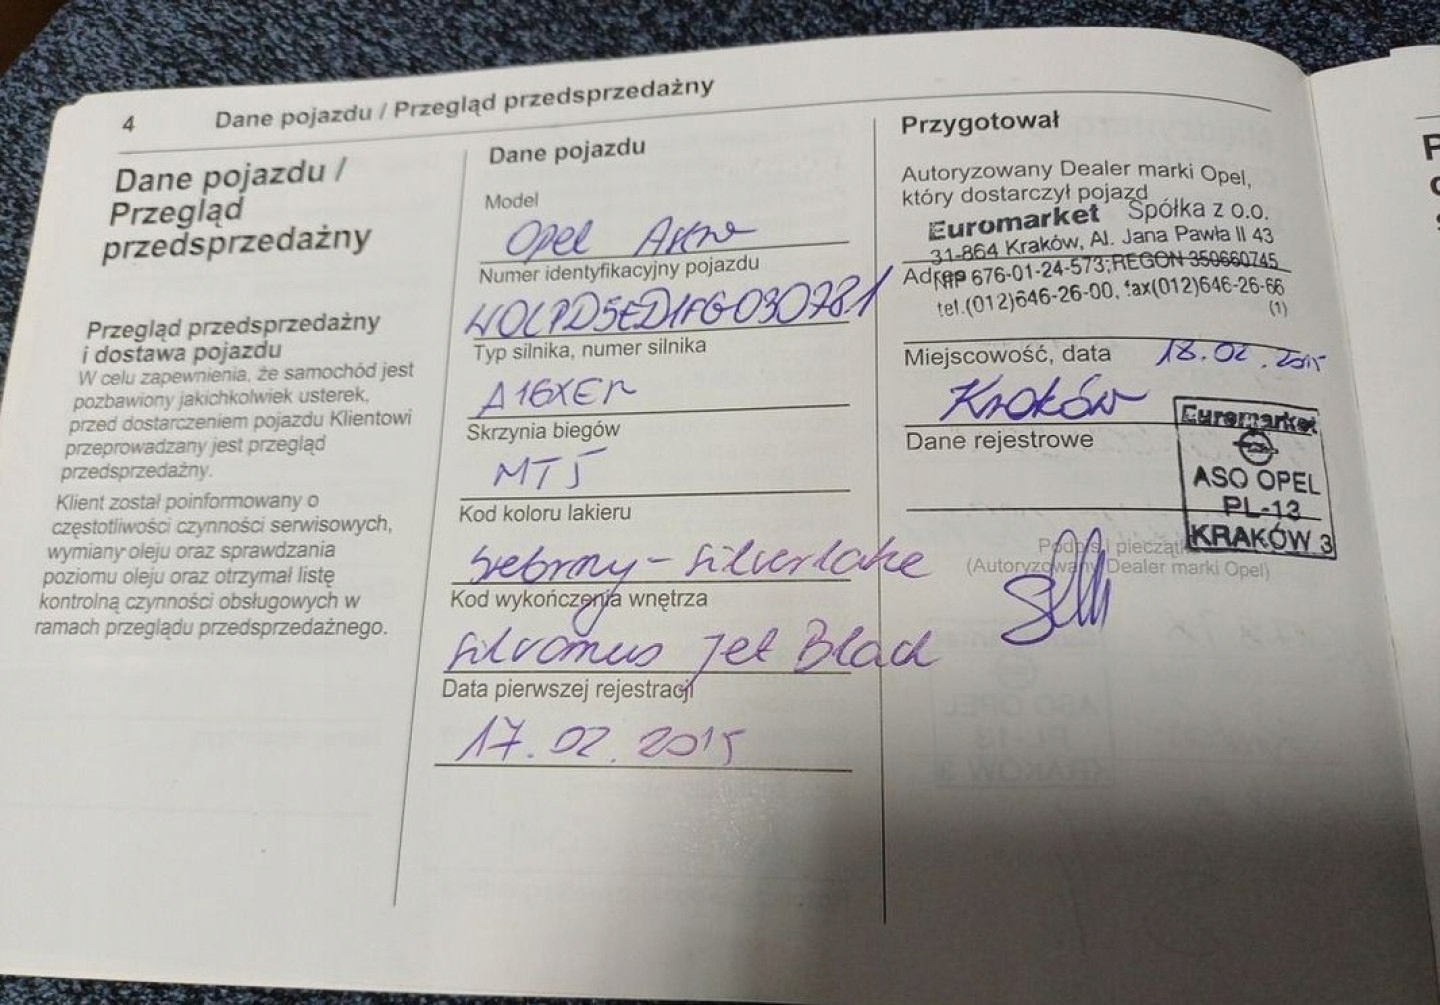 4 Dane pojazdu / Przegląd przedsprzedażny
Dane pojazdu /
Przegląd
przedsprzedażny
Przegląd przedsprzedażny
i dostawa pojazdu
W celu zapewnienia, że samochód jest
pozbawiony jakichkolwiek usterek,
przed dostarczeniem pojazdu Klientowi
przeprowadzany jest przegląd
przedsprzedażny.
Klient został poinformowany o
częstotliwości czynności serwisowych,
wymiany oleju oraz sprawdzania
poziomu oleju oraz otrzymał listę
kontrolną czynności obsługowych w
ramach przeglądu przedsprzedażnego.
Dane pojazdu
Model
Opel Astra
Numer identyfikacyjny pojazdu
W0LPD5ED1FG030781
Typ silnika, numer silnika
A16XER
Skrzynia biegów
MT5
Kod koloru lakieru
srebrny - silverlake
Kod wykończenia wnętrza
Jet Black
Data pierwszej rejestracji
17.02.2015
Przygotował
Autoryzowany Dealer marki Opel,
który dostarczył pojazd
Euromarket Spółka z o.o.
31-864 Kraków, Al. Jana Pawła II 43
Adres
NIP 676-01-24-573; REGON 350660745
tel.(012)646-26-00, fax(012)646-26-66
(1)
Miejscowość, data 18.02.2015
Kraków
Dane rejestrowe
Euromarket
ASO OPEL
PL-13
KRAKÓW 3
Podpis i pieczątka
(Autoryzowany Dealer marki Opel)